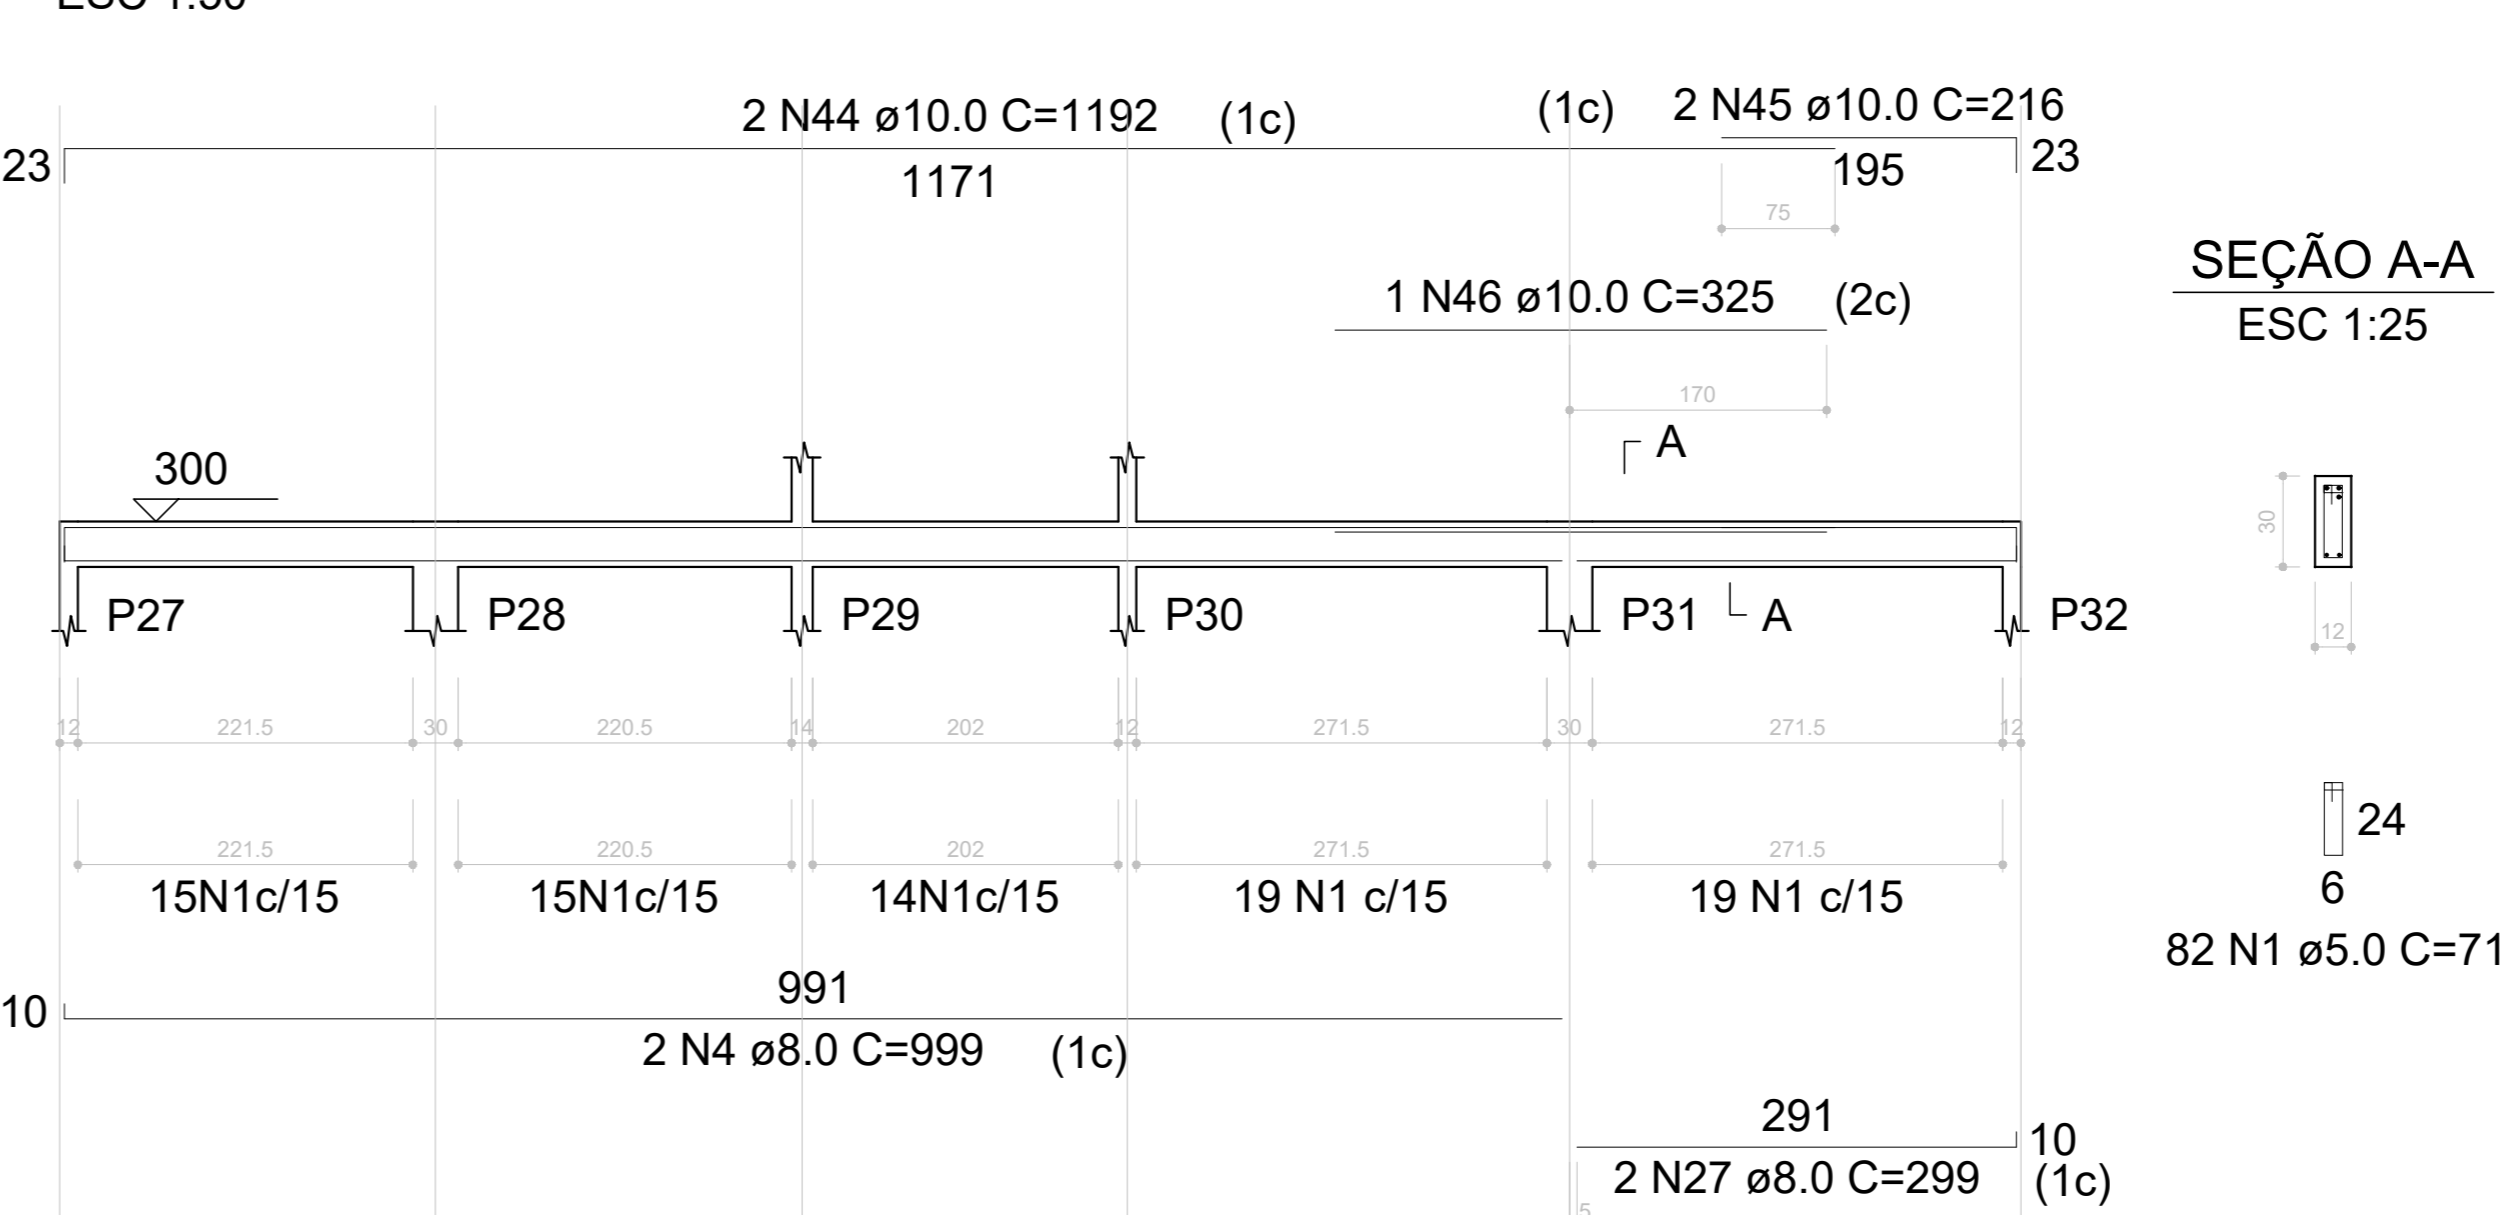 ESC 1:50
2 N44 ø10.0 C=1192 (1c)
(1c) 2 N45 ø10.0 C=216
23
1171
195
23
75
1 N46 ø10.0 C=325 (2c)
170
SEÇÃO A-A
ESC 1:25
A
300
30
12
P27 P28 P29 P30 P31 A P32
12 221.5 30 220.5 14 202 12 271.5 30 271.5 12
221.5 220.5 202 271.5 271.5
15N1c/15 15N1c/15 14N1c/15 19 N1 c/15 19 N1 c/15
24
6
82 N1 ø5.0 C=71
991
10
2 N4 ø8.0 C=999 (1c)
291
10
2 N27 ø8.0 C=299 (1c)
5